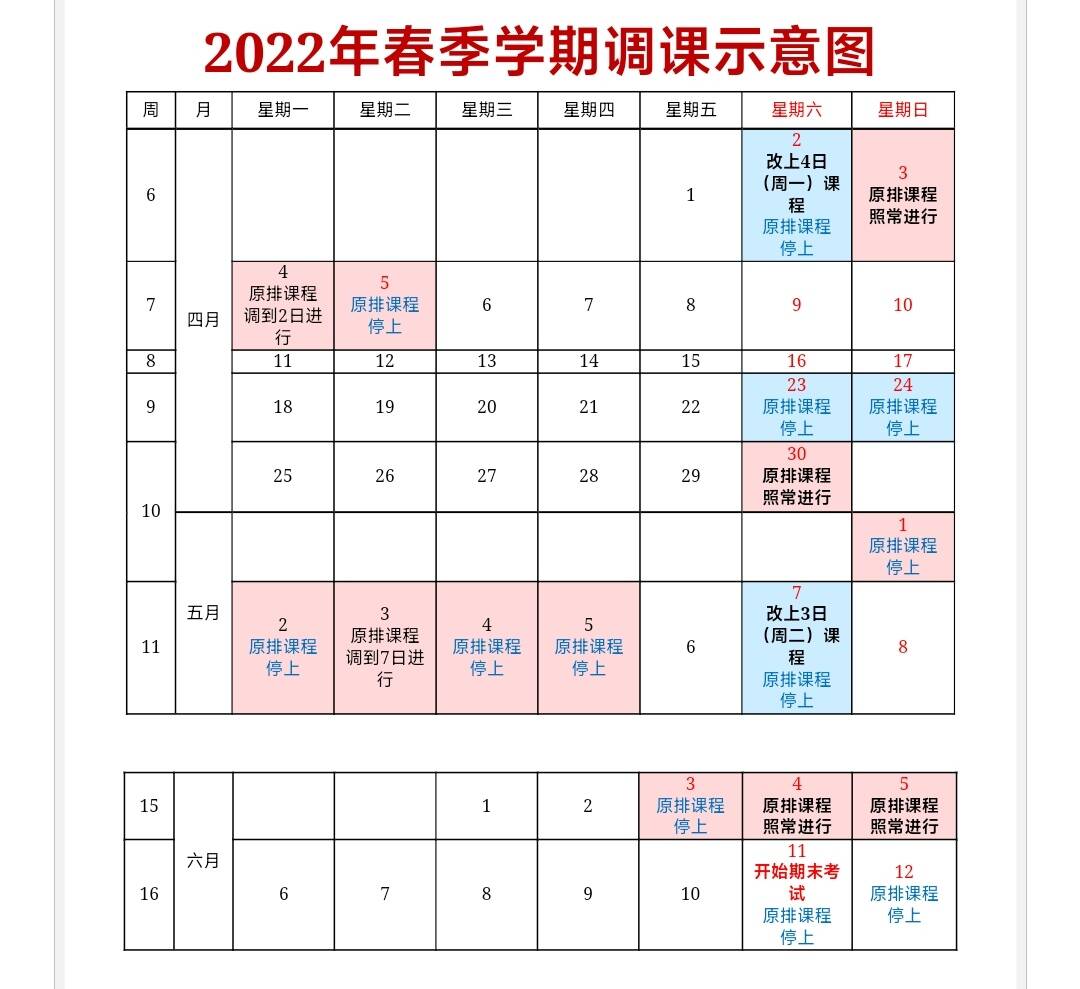 2022年春季学期调课示意图
周 月 星期一 星期二 星期三 星期四 星期五 星期六 星期日
6
四月
1
2
改上4日
（周一）课
程
原排课程
停上
3
原排课程
照常进行
7
4
原排课程
调到2日进
行
5
原排课程
停上
6
7
8
9
10
8 11 12 13 14 15 16 17
9
18
19
20
21
22
23
原排课程
停上
24
原排课程
停上
10
25
26
27
28
29
30
原排课程
照常进行
五月
1
原排课程
停上
11
2
原排课程
停上
3
原排课程
调到7日进
行
4
原排课程
停上
5
原排课程
停上
6
7
改上3日
（周二）课
程
原排课程
停上
8
15
六月
1
2
3
原排课程
停上
4
原排课程
照常进行
5
原排课程
照常进行
16
6
7
8
9
10
11
开始期末考
试
原排课程
停上
12
原排课程
停上